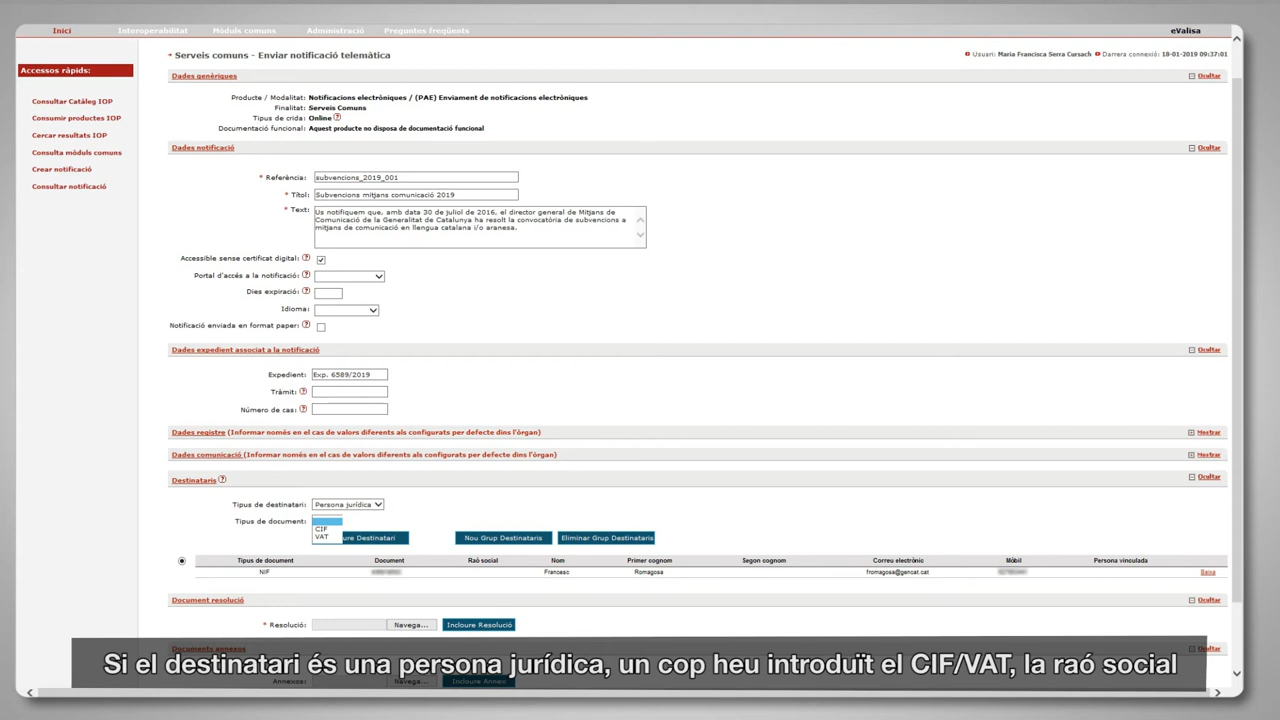 Inici Interoperabilitat Mòduls comuns Administració Preguntes freqüents eValisa
Serveis comuns - Enviar notificació telemàtica Usuari: Maria Francisca Serra Cursach Darrera connexió: 18-01-2019 09:37:01
Accessos ràpids:
Consultar Catàleg IOP
Consumir productes IOP
Cercar resultats IOP
Consulta mòduls comuns
Crear notificació
Consultar notificació
Dades genèriques Ocultar
Producte / Modalitat: Notificacions electròniques / (PAE) Enviament de notificacions electròniques
Finalitat: Serveis Comuns
Tipus de crida: Online ?
Documentació funcional: Aquest producte no disposa de documentació funcional
Dades notificació Ocultar
* Referència: subvencions_2019_001
* Títol: Subvencions mitjans comunicació 2019
* Text: Us notifiquem que, amb data 30 de juliol de 2016, el director general de Mitjans de
Comunicació de la Generalitat de Catalunya ha resolt la convocatòria de subvencions a
mitjans de comunicació en llengua catalana i/o aranesa.
Accessible sense certificat digital: ?
Portal d'accés a la notificació: ?
Dies expiració: ?
Idioma:
Notificació enviada en format paper: ?
Dades expedient associat a la notificació Ocultar
Expedient: Exp. 6589/2019
Tràmit: ?
Número de cas: ?
Dades registre (Informar només en el cas de valors diferents als configurats per defecte dins l'òrgan) Mostrar
Dades comunicació (Informar només en el cas de valors diferents als configurats per defecte dins l'òrgan) Mostrar
Destinataris ? Ocultar
Tipus de destinatari: Persona jurídica
Tipus de document:
CIF
VAT
ure Destinatari Nou Grup Destinataris Eliminar Grup Destinataris
Tipus de document Document Raó social Nom Primer cognom Segon cognom Correu electrònic Mòbil Persona vinculada
NIF Francesc Romagosa fromagosa@gencat.cat Baixa
Document resolució Ocultar
* Resolució: Navega... Incloure Resolució
Documents annexos Ocultar
Si el destinatari és una persona jurídica, un cop heu introduït el CIF/VAT, la raó social
Annexos: Navega... Incloure Annex